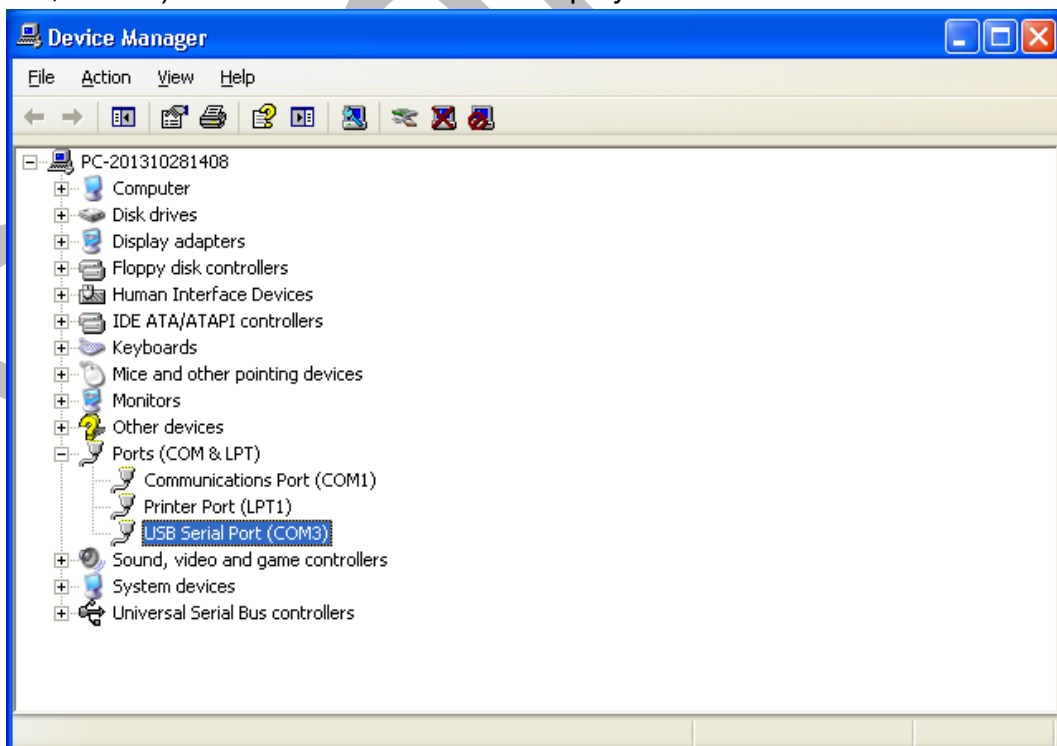 Device Manager
File Action View Help
PC-201310281408
Computer
Disk drives
Display adapters
Floppy disk controllers
Human Interface Devices
IDE ATA/ATAPI controllers
Keyboards
Mice and other pointing devices
Monitors
Other devices
Ports (COM & LPT)
Communications Port (COM1)
Printer Port (LPT1)
USB Serial Port (COM3)
Sound, video and game controllers
System devices
Universal Serial Bus controllers